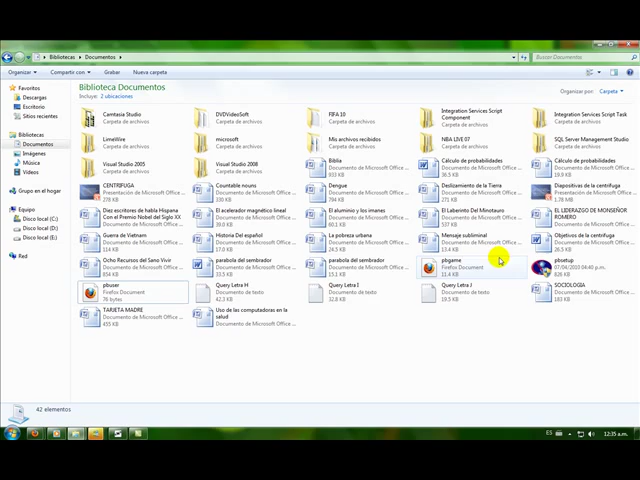 Bibliotecas ▸ Documentos ▸
Buscar Documentos
Organizar
Compartir con
Grabar
Nueva carpeta
Favoritos
Descargas
Escritorio
Sitios recientes
Bibliotecas
Documentos
Imágenes
Música
Vídeos
Grupo en el hogar
Equipo
Disco local (C:)
Disco local (D:)
Disco local (E:)
Red
Biblioteca Documentos
Incluye: 2 ubicaciones
Organizar por: Carpeta
Camtasia Studio
Carpeta de archivos
DVDVideoSoft
Carpeta de archivos
FIFA 10
Carpeta de archivos
Integration Services Script
Component
Carpeta de archivos
Integration Services Script Task
Carpeta de archivos
LimeWire
Carpeta de archivos
microsoft
Carpeta de archivos
Mis archivos recibidos
Carpeta de archivos
NBA LIVE 07
Carpeta de archivos
SQL Server Management Studio
Carpeta de archivos
Visual Studio 2005
Carpeta de archivos
Visual Studio 2008
Carpeta de archivos
Biblia
Documento de Microsoft Office ...
933 KB
Calculo de probabilidades
Documento de Microsoft Office ...
36.5 KB
Calculo de probabilidades
Documento de Microsoft Office ...
CENTRIFUGA
Presentación de Microsoft Office ...
278 KB
Countable nouns
Documento de Microsoft Office ...
330 KB
Dengue
Documento de Microsoft Office ...
794 KB
Deslizamiento de la Tierra
Documento de Microsoft Office ...
271 KB
Diapositivas de la centifuga
Presentación de Microsoft Office ...
1.78 MB
Diez escritores de habla Hispana
Con el Premio Nobel del Siglo XX
Documento de Microsoft Office ...
El acelerador magnético lineal
Documento de Microsoft Office ...
El aluminio y los imanes
Documento de Microsoft Office ...
60.1 KB
El Laberinto Del Minotauro
Documento de Microsoft Office ...
537 KB
EL LIDERAZGO DE MONSEÑOR
ROMERO
Documento de Microsoft Office ...
Guerra de Vietnam
Documento de Microsoft Office ...
114 KB
Historia Del español
Documento de Microsoft Office ...
La pobreza urbana
Documento de Microsoft Office ...
Mensaje subliminal
Documento de Microsoft Office ...
13.4 KB
Objetivos de la centrifuga
Documento de Microsoft Office ...
26.5 KB
Ocho Recursos del Sano Vivir
Documento de Microsoft Office ...
854 KB
parabola del sembrador
Documento de Microsoft Office ...
parabola del sembrador
Documento de Microsoft Office ...
pbgame
Firefox Document
11.4 KB
pbsetup
07/04/2010 04:40 p.m.
826 KB
pbuser
Firefox Document
76 bytes
Query Letra H
Documento de texto
42.3 KB
Query Letra I
Documento de texto
32.8 KB
Query Letra J
Documento de texto
19.5 KB
SOCIOLOGIA
Documento de Microsoft Office ...
TARJETA MADRE
Documento de Microsoft Office ...
455 KB
Uso de las computadoras en la
salud
Documento de Microsoft Office ...
42 elementos
ES
12:35 a.m.